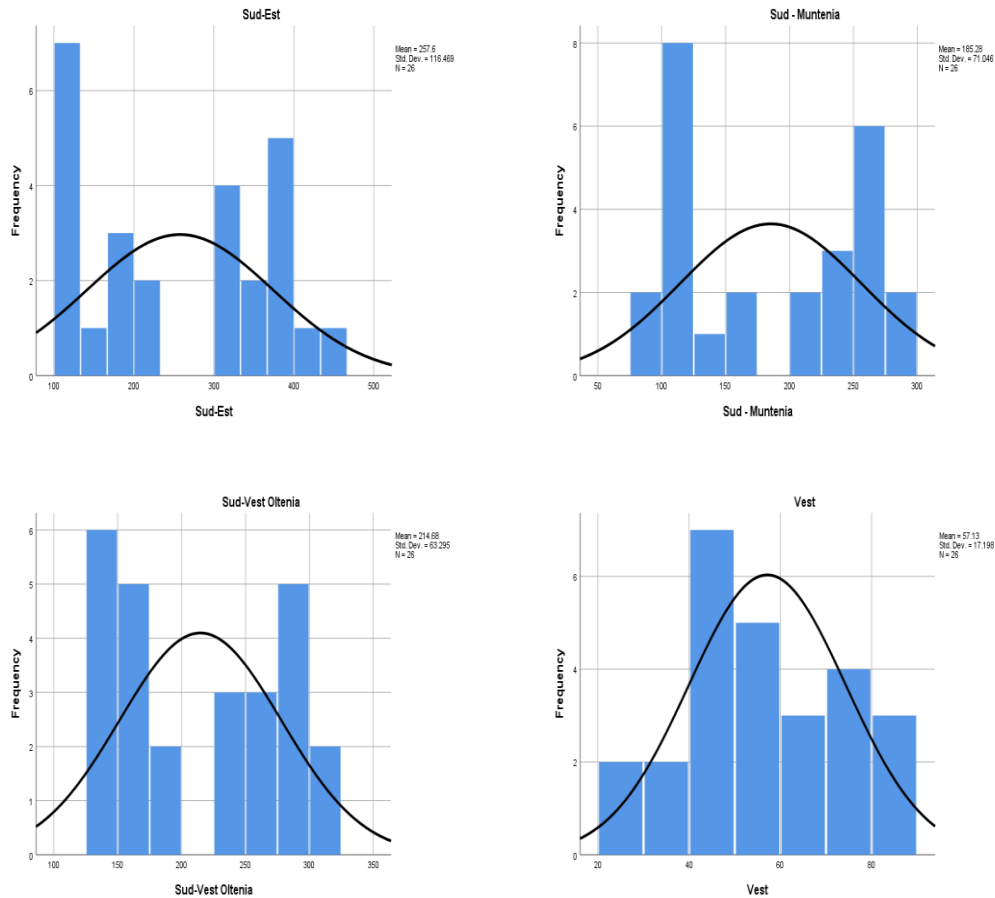 Sud-Est
Mean = 257.6
Std. Dev. = 116.469
N = 26
Frequency
6
4
2
0
100 200 300 400 500
Sud-Est
Sud - Muntenia
Mean = 185.28
Std. Dev. = 71.046
N = 26
Frequency
8
6
4
2
0
50 100 150 200 250 300
Sud - Muntenia
Sud-Vest Oltenia
Mean = 214.68
Std. Dev. = 63.295
N = 26
Frequency
6
5
4
3
2
1
0
100 150 200 250 300 350
Sud-Vest Oltenia
Vest
Mean = 57.13
Std. Dev. = 17.198
N = 26
Frequency
6
4
2
0
20 40 60 80
Vest